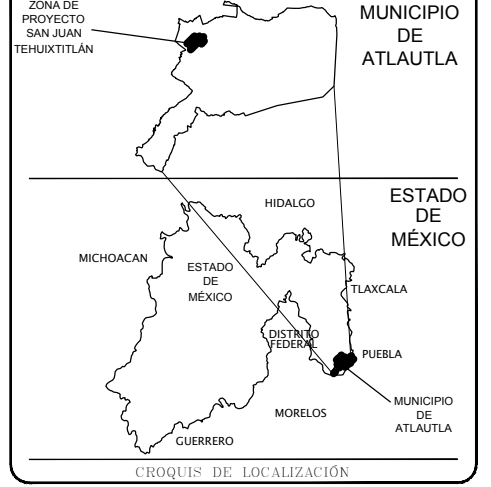 ZONA DE
PROYECTO
SAN JUAN
TEHUIXTITLÁN
MUNICIPIO
DE
ATLAUTLA
ESTADO
DE
MÉXICO
HIDALGO
MICHOACAN
ESTADO
DE
MÉXICO
TLAXCALA
DISTRITO
FEDERAL
PUEBLA
MUNICIPIO
DE
ATLAUTLA
MORELOS
GUERRERO
CROQUIS DE LOCALIZACIÓN